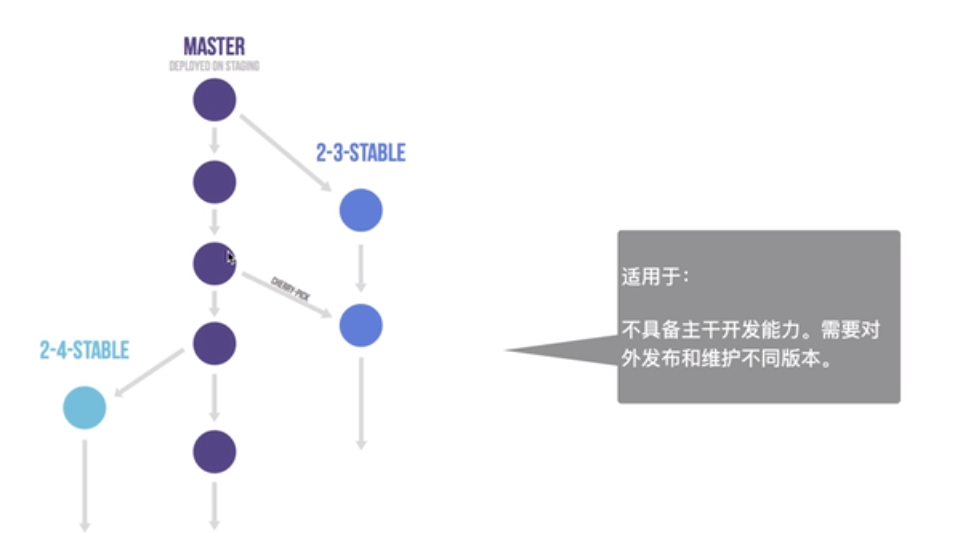 MASTER
DEPLOYED ON STAGING
2-3-STABLE
CHERRY-PICK
2-4-STABLE
适用于：
不具备主干开发能力。需要对
外发布和维护不同版本。